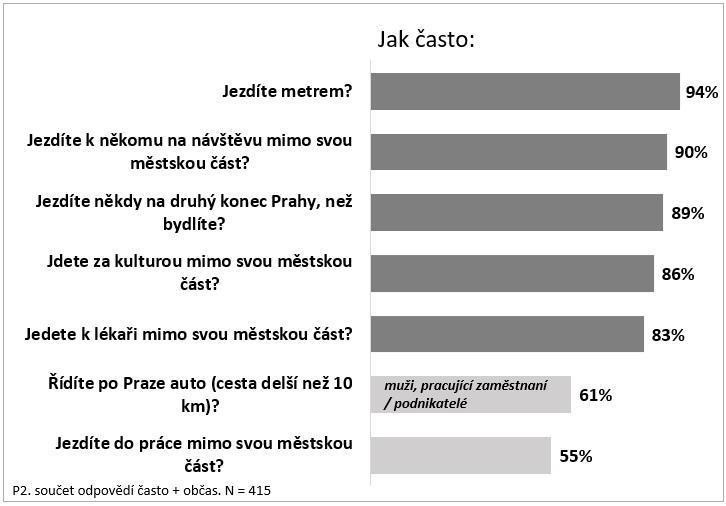 Jak často:
Jezdíte metrem?
94%
Jezdíte k někomu na návštěvu mimo svou
městskou část?
90%
Jezdíte někdy na druhý konec Prahy, než
bydlíte?
89%
Jdete za kulturou mimo svou městskou
část?
86%
Jedete k lékaři mimo svou městskou část?
83%
Řídíte po Praze auto (cesta delší než 10
km)?
muži, pracující zaměstnaní
/ podnikatelé
61%
Jezdíte do práce mimo svou městskou
část?
55%
P2. součet odpovědí často + občas. N = 415